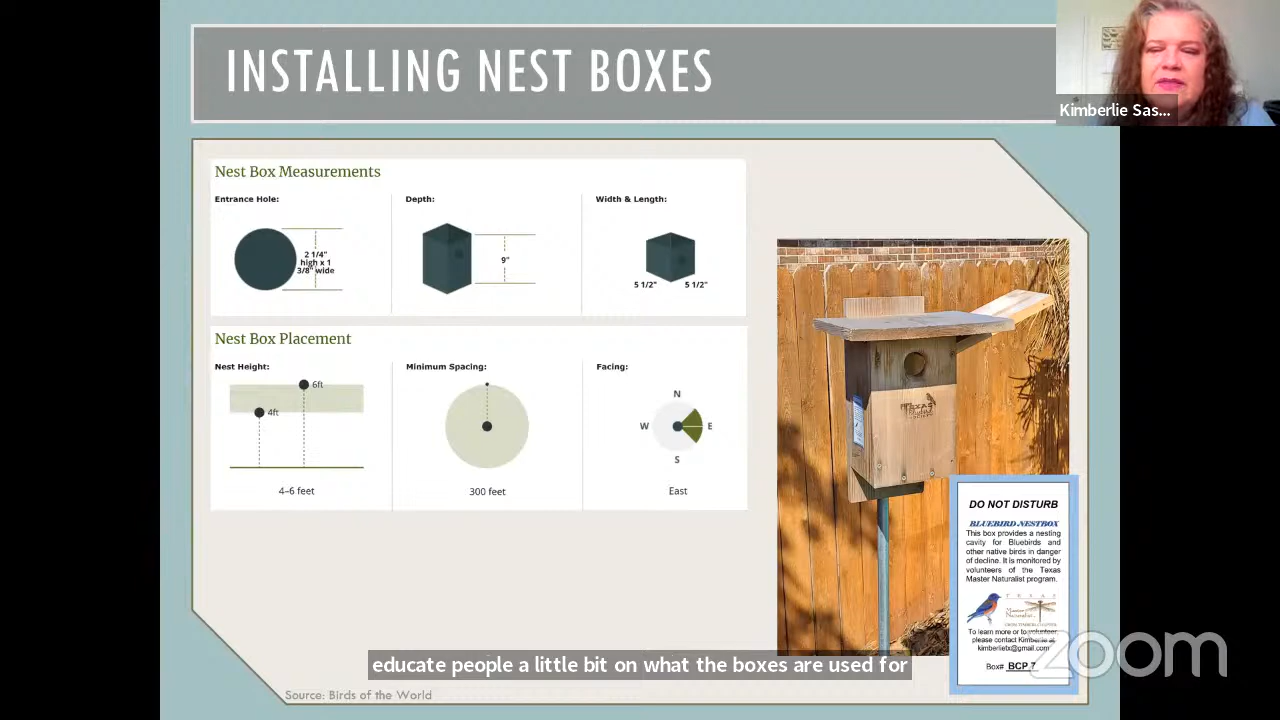 INSTALLING NEST BOXES
Kimberlie Sas...
Nest Box Measurements
Entrance Hole:
2 1/4"
high x 1
3/8" wide
Depth:
9"
Width & Length:
5 1/2"
5 1/2"
Nest Box Placement
Nest Height:
6ft
4ft
4–6 feet
Minimum Spacing:
300 feet
Facing:
N
W
E
S
East
TEXAS
DO NOT DISTURB
BLUEBIRD NESTBOX
This box provides a nesting
cavity for Bluebirds and
other native birds in danger
of decline. It is monitored by
volunteers of the Texas
Master Naturalist program.
TEXAS
Master
Naturalist
To learn more or to volunteer,
please contact Kimberlie at
kimberlietx@gmail.com
Box# BCP 7
zoom
educate people a little bit on what the boxes are used for
Source: Birds of the World